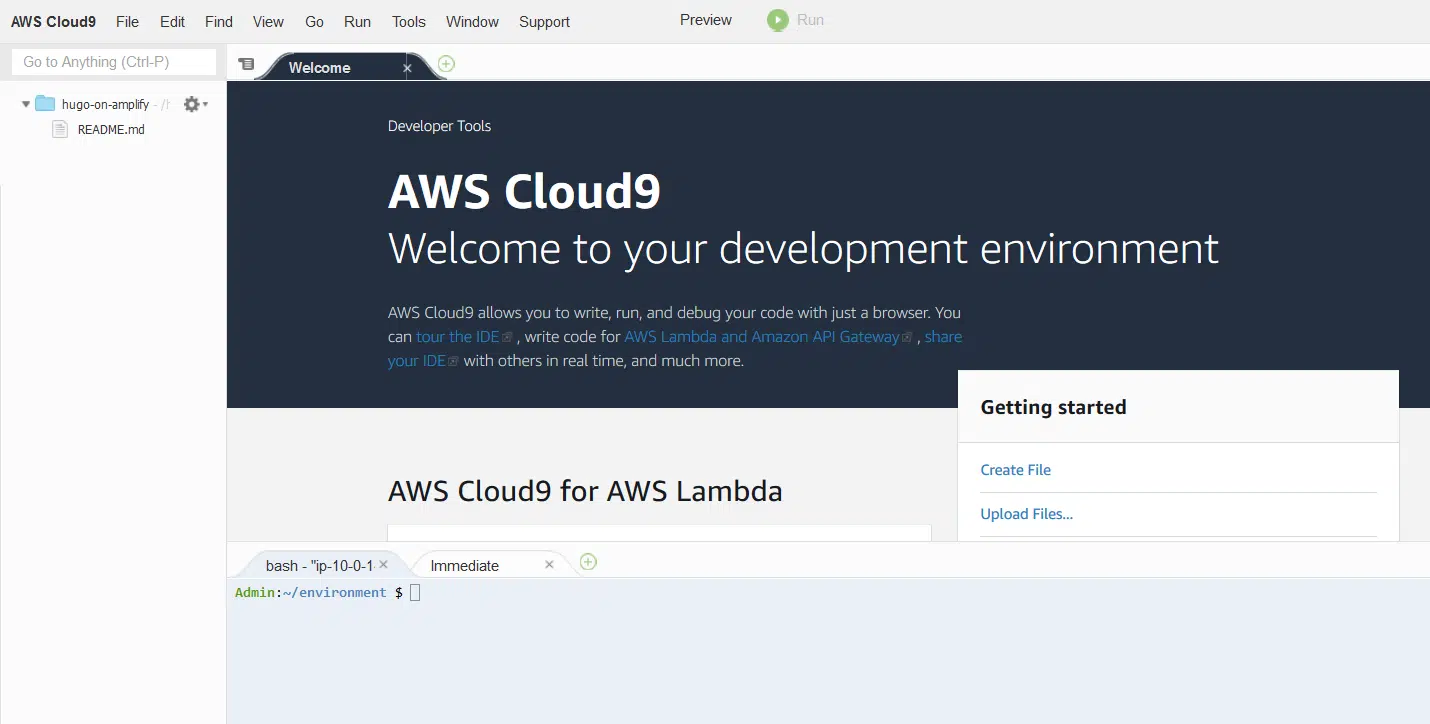 AWS Cloud9 File Edit Find View Go Run Tools Window Support Preview Run
Go to Anything (Ctrl-P)
hugo-on-amplify - /h
README.md
Welcome
Developer Tools
AWS Cloud9
Welcome to your development environment
AWS Cloud9 allows you to write, run, and debug your code with just a browser. You
can tour the IDE , write code for AWS Lambda and Amazon API Gateway , share
your IDE with others in real time, and much more.
Getting started
Create File
Upload Files...
AWS Cloud9 for AWS Lambda
bash - "ip-10-0-1 Immediate
Admin:~/environment $